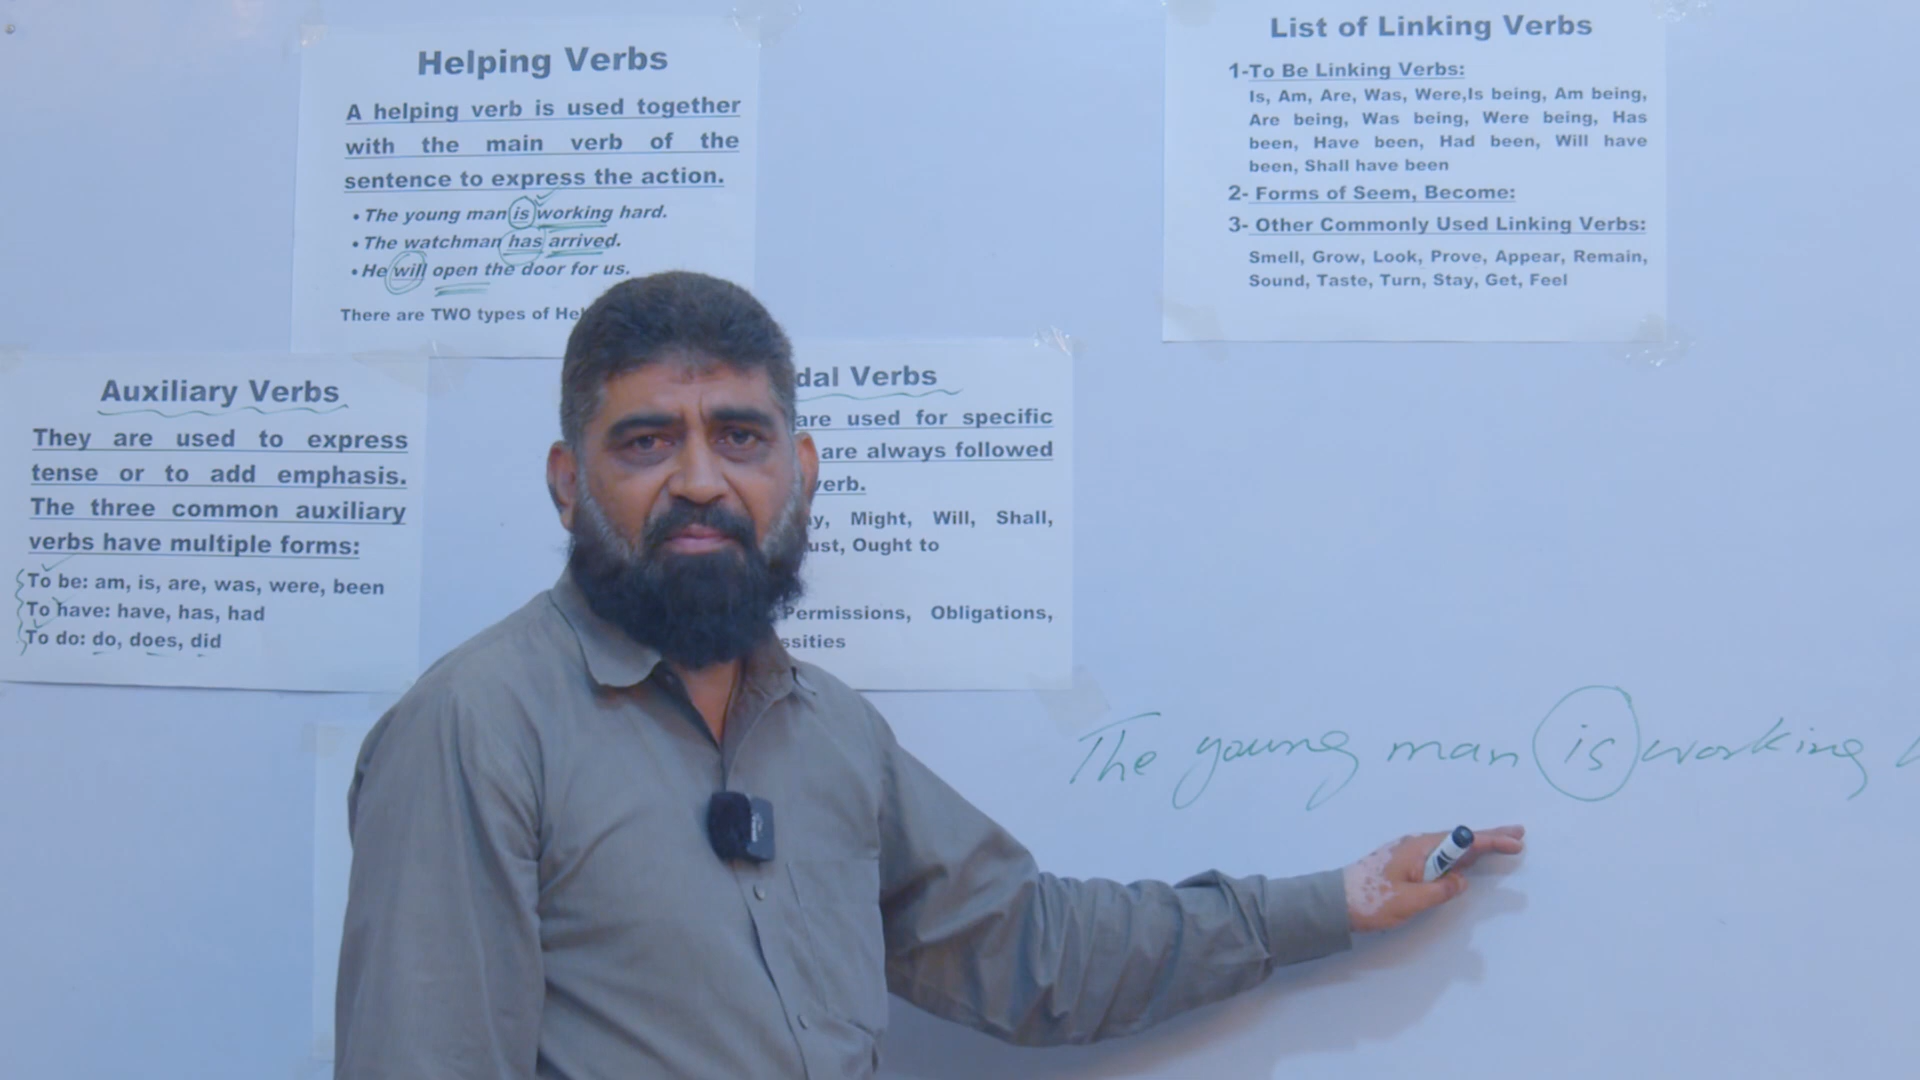 Helping Verbs
A helping verb is used together
with the main verb of the
sentence to express the action.
• The young man is working hard.
• The watchman has arrived.
• He will open the door for us.
There are TWO types of
List of Linking Verbs
1-To Be Linking Verbs:
Is, Am, Are, Was, Were,Is being, Am being,
Are being, Was being, Were being, Has
been, Have been, Had been, Will have
been, Shall have been
2- Forms of Seem, Become:
3- Other Commonly Used Linking Verbs:
Smell, Grow, Look, Prove, Appear, Remain,
Sound, Taste, Turn, Stay, Get, Feel
Auxiliary Verbs
They are used to express
tense or to add emphasis.
The three common auxiliary
verbs have multiple forms:
To be: am, is, are, was, were, been
To have: have, has, had
To do: do, does, did
dal Verbs
are used for specific
are always followed
verb.
Might, Will, Shall,
ust, Ought to
Permissions, Obligations,
ssities
The young man is working